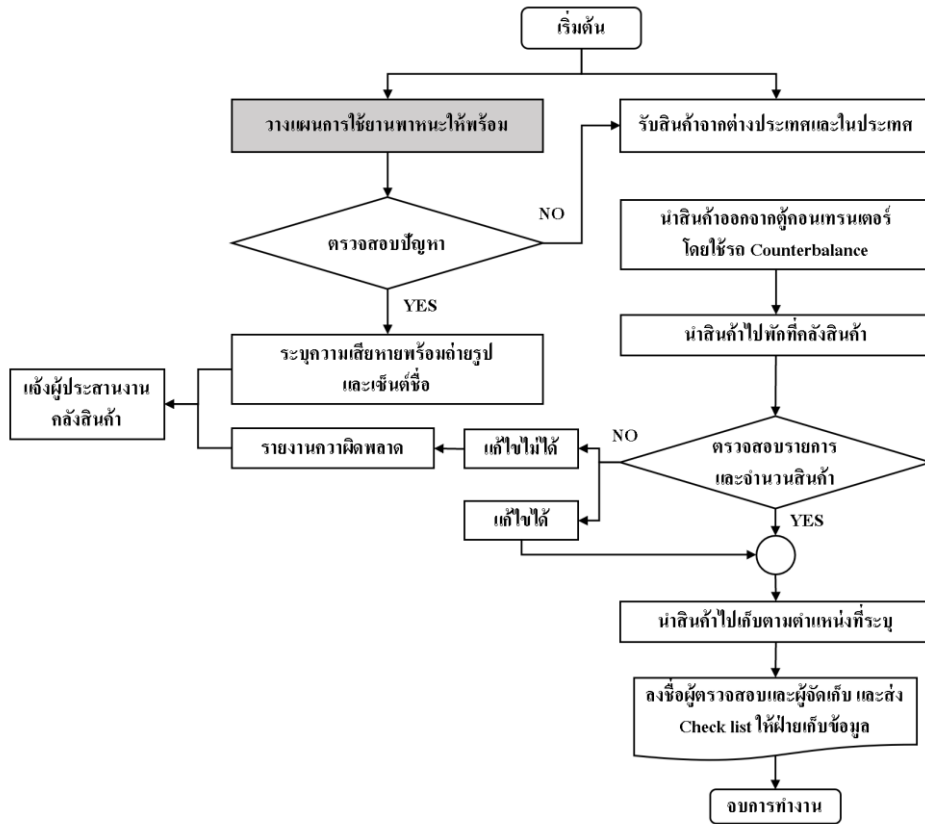 เริ่มต้น
วางแผนการใช้ยานพาหนะให้พร้อม
รับสินค้าจากต่างประเทศและในประเทศ
NO
ตรวจสอบปัญหา
นำสินค้าออกจากตู้คอนเทรนเตอร์
โดยใช้รถ Counterbalance
YES
นำสินค้าไปพักที่คลังสินค้า
ระบุความเสียหายพร้อมถ่ายรูป
และเซ็นต์ชื่อ
แจ้งผู้ประสานงาน
คลังสินค้า
รายงานควาผิดพลาด
แก้ไขไม่ได้
NO
ตรวจสอบรายการ
และจำนวนสินค้า
แก้ไขได้
YES
นำสินค้าไปเก็บตามตำแหน่งที่ระบุ
ลงชื่อผู้ตรวจสอบและผู้จัดเก็บ และส่ง
Check list ให้ฝ่ายเก็บข้อมูล
จบการทำงาน